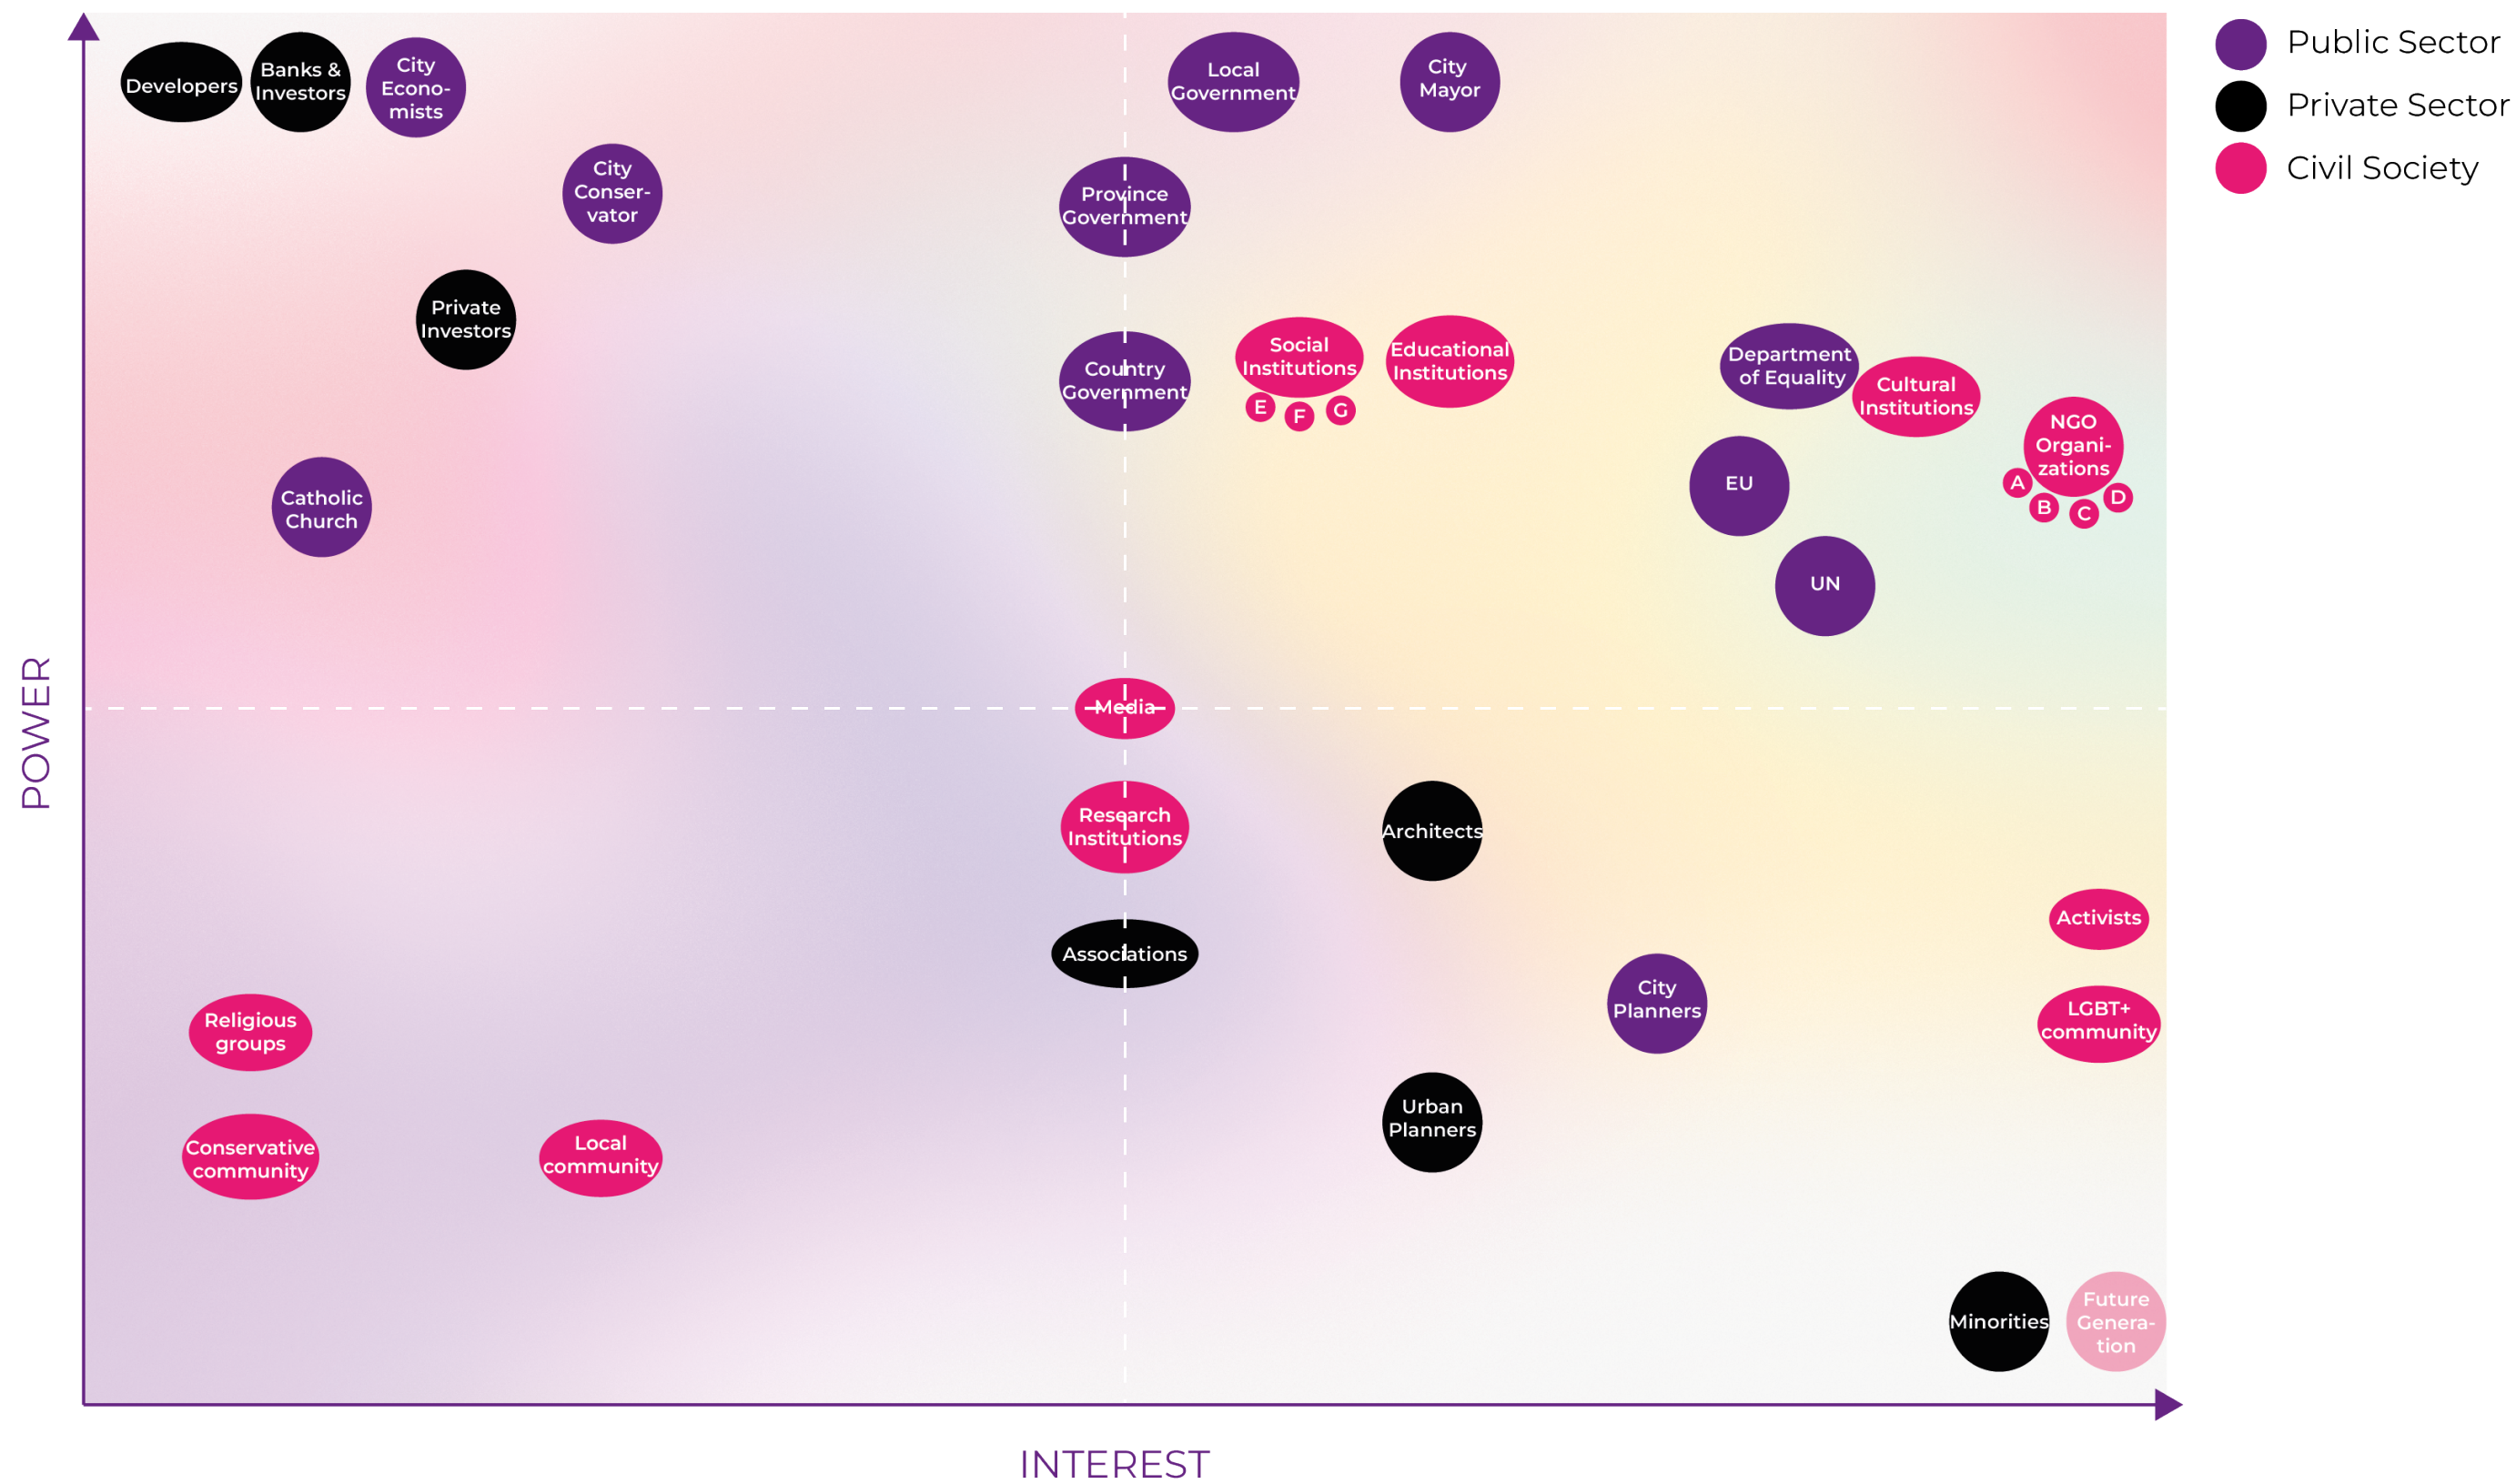 Developers
Banks &
Investors
City
Econo-
mists
Local
Government
City
Mayor
Public Sector
Private Sector
Civil Society
City
Conser-
vator
Province
Government
Private
Investors
Country
Government
Social
Institutions
E
F
G
Educational
Institutions
Department
of Equality
Cultural
Institutions
NGO
Organi-
zations
A
B
C
D
Catholic
Church
EU
UN
POWER
Media
Research
Institutions
Architects
Associations
Activists
City
Planners
LGBT+
community
Religious
groups
Conservative
community
Local
community
Urban
Planners
Minorities
Future
Genera-
tion
INTEREST